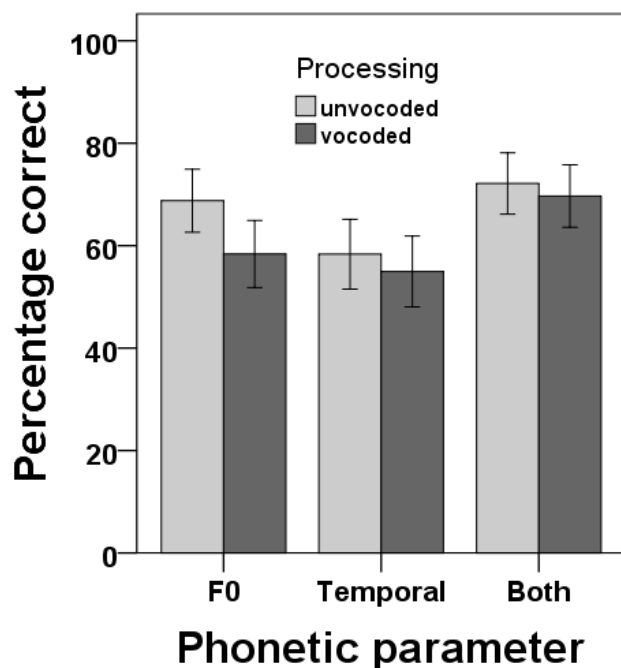 Percentage correct
100
80
60
40
20
0
Processing
unvocoded
vocoded
F0 Temporal Both
Phonetic parameter